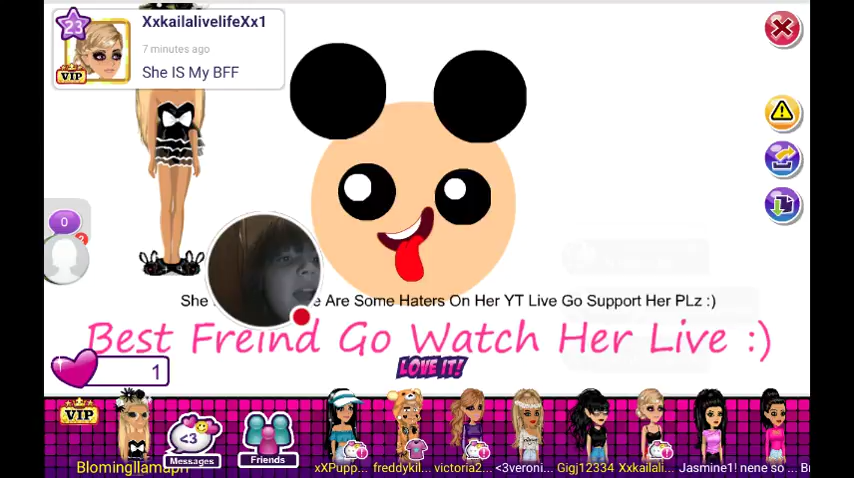 23
XxkailalivelifeXx1
7 minutes ago
She IS My BFF
VIP
0
She
e Are Some Haters On Her YT Live Go Support Her PLz :)
Best Freind Go Watch Her Live :)
1
LOVE IT!
VIP
<3
Messages
Friends
Blomingllamaph
xXPupp...
freddykil...
victoria2...
<3veroni...
Gigj12334
Xxkailali...
Jasmine1!
nene so ...
Br